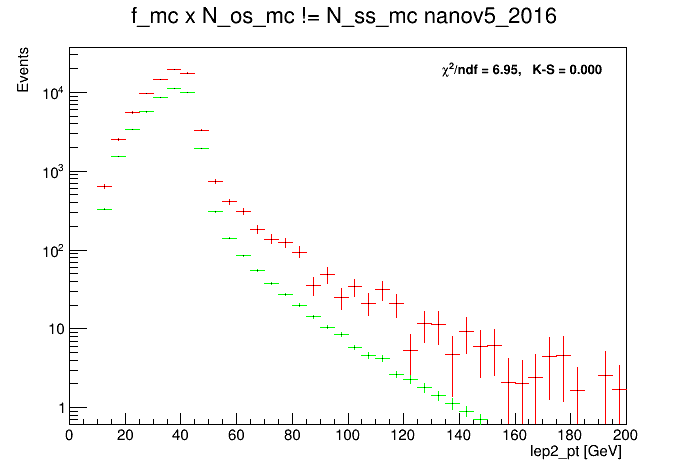 f_mc x N_os_mc != N_ss_mc nanov5_2016
Events
χ²/ndf = 6.95, K-S = 0.000
10⁴
10³
10²
10
1
0 20 40 60 80 100 120 140 160 180 200
lep2_pt [GeV]